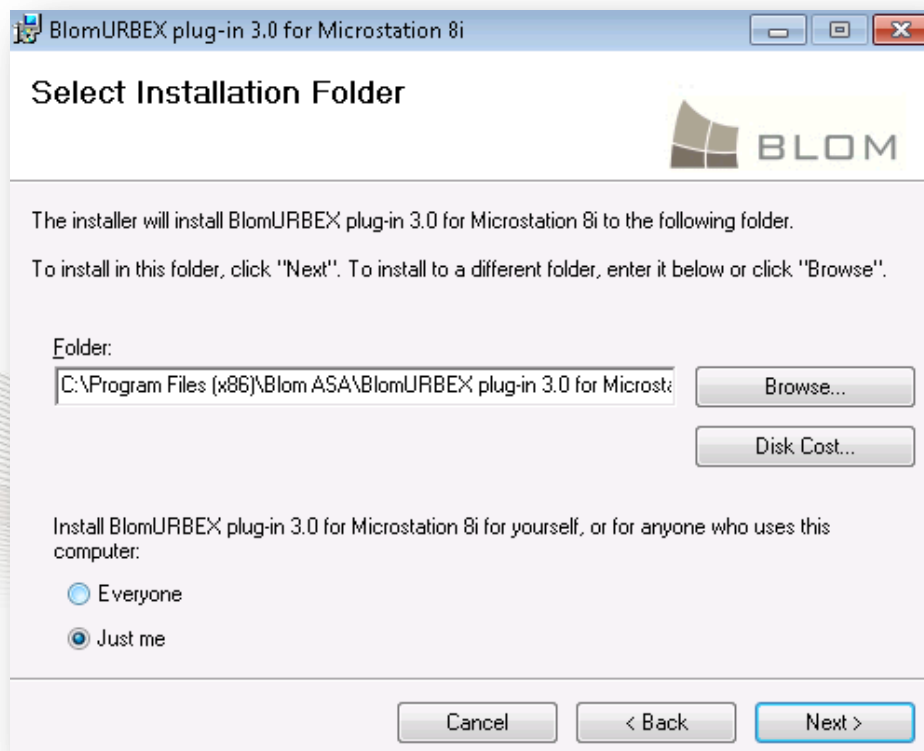 BlomURBEX plug-in 3.0 for Microstation 8i
Select Installation Folder
BLOM
The installer will install BlomURBEX plug-in 3.0 for Microstation 8i to the following folder.
To install in this folder, click "Next". To install to a different folder, enter it below or click "Browse".
Folder:
C:\Program Files (x86)\Blom ASA\BlomURBEX plug-in 3.0 for Microsta
Browse...
Disk Cost...
Install BlomURBEX plug-in 3.0 for Microstation 8i for yourself, or for anyone who uses this
computer:
Everyone
Just me
Cancel
< Back
Next >